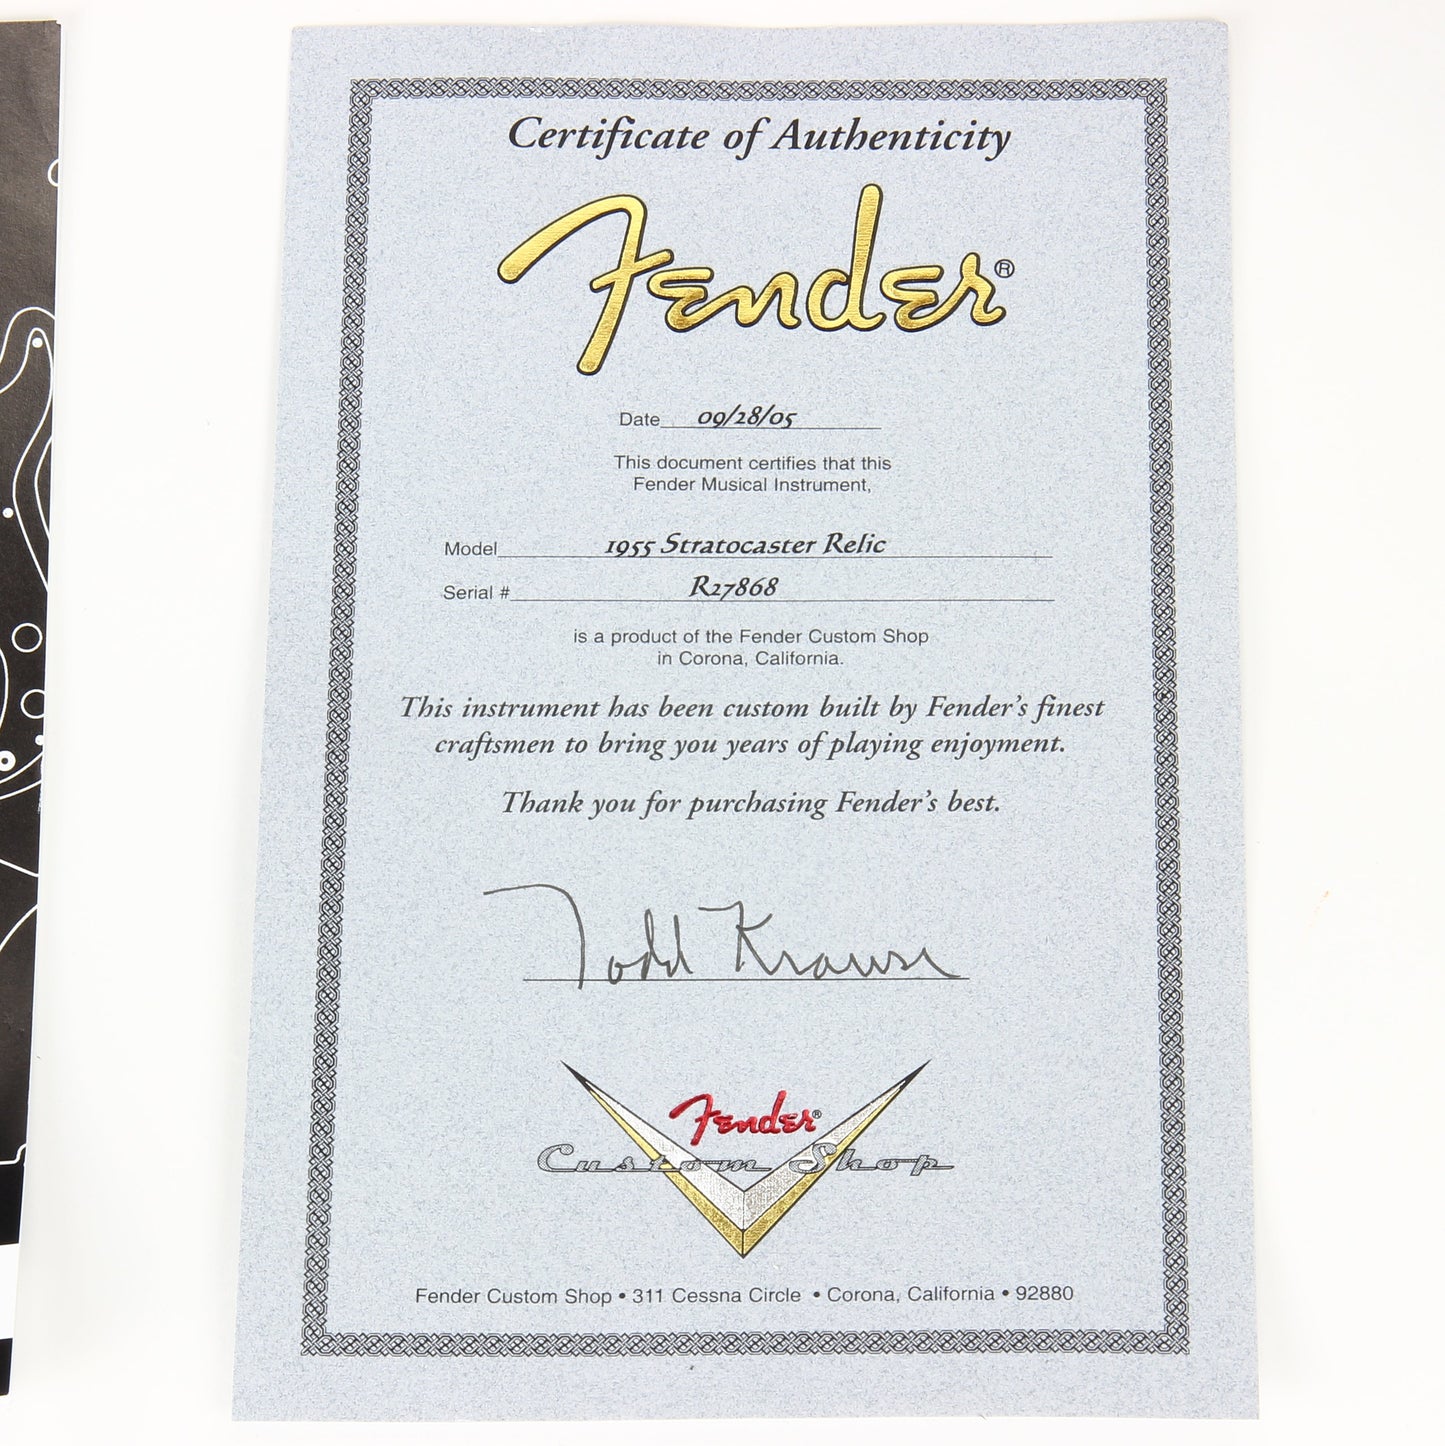 Certificate of Authenticity
Fender®
Date 09/28/05
This document certifies that this
Fender Musical Instrument,
Model 1955 Stratocaster Relic
Serial # R27868
is a product of the Fender Custom Shop
in Corona, California.
This instrument has been custom built by Fender's finest
craftsmen to bring you years of playing enjoyment.
Thank you for purchasing Fender's best.
Todd Krause
Fender®
Custom Shop
Fender Custom Shop • 311 Cessna Circle • Corona, California • 92880